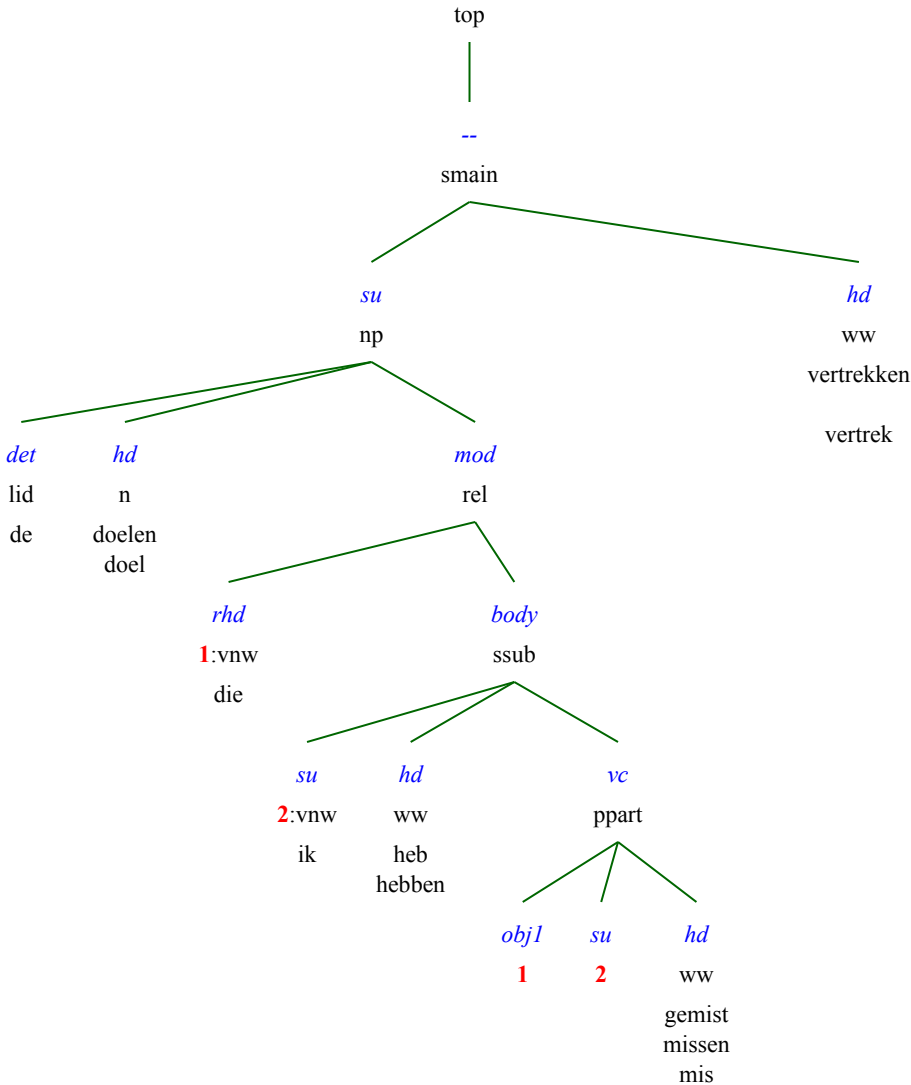 top
--
smain
su hd
np ww
vertrekken
vertrek
det hd mod
lid n rel
de doelen
doel
rhd body
1:vnw ssub
die
su hd vc
2:vnw ww ppart
ik heb
hebben
obj1 su hd
1 2 ww
gemist
missen
mis